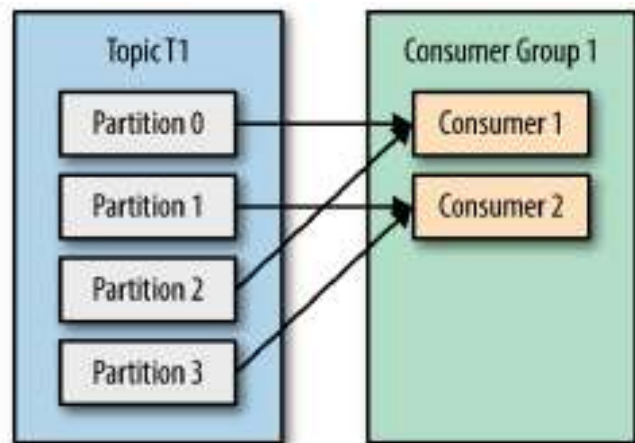 Topic T1
Partition 0
Partition 1
Partition 2
Partition 3
Consumer Group 1
Consumer 1
Consumer 2